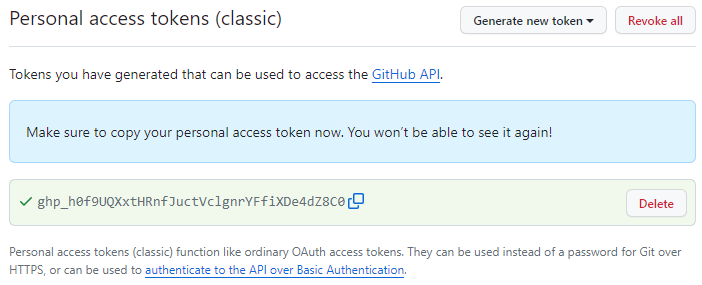 Personal access tokens (classic)
Generate new token
Revoke all
Tokens you have generated that can be used to access the GitHub API.
Make sure to copy your personal access token now. You won't be able to see it again!
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
Delete
Personal access tokens (classic) function like ordinary OAuth access tokens. They can be used instead of a password for Git over
HTTPS, or can be used to authenticate to the API over Basic Authentication.